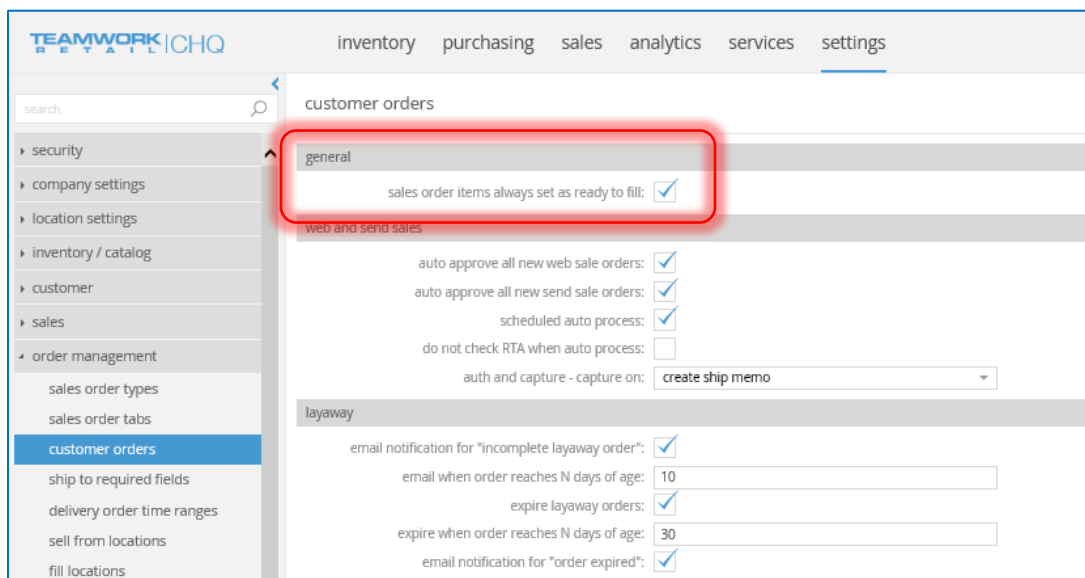 TEAMWORK | CHQ
RETAIL
inventory purchasing sales analytics services settings
search
customer orders
security
general
company settings
sales order items always set as ready to fill:
location settings
web and send sales
inventory / catalog
auto approve all new web sale orders:
customer
auto approve all new send sale orders:
sales
scheduled auto process:
order management
do not check RTA when auto process:
sales order types
auth and capture - capture on: create ship memo
sales order tabs
layaway
customer orders
email notification for "incomplete layaway order":
ship to required fields
email when order reaches N days of age: 10
delivery order time ranges
expire layaway orders:
sell from locations
expire when order reaches N days of age: 30
fill locations
email notification for "order expired":